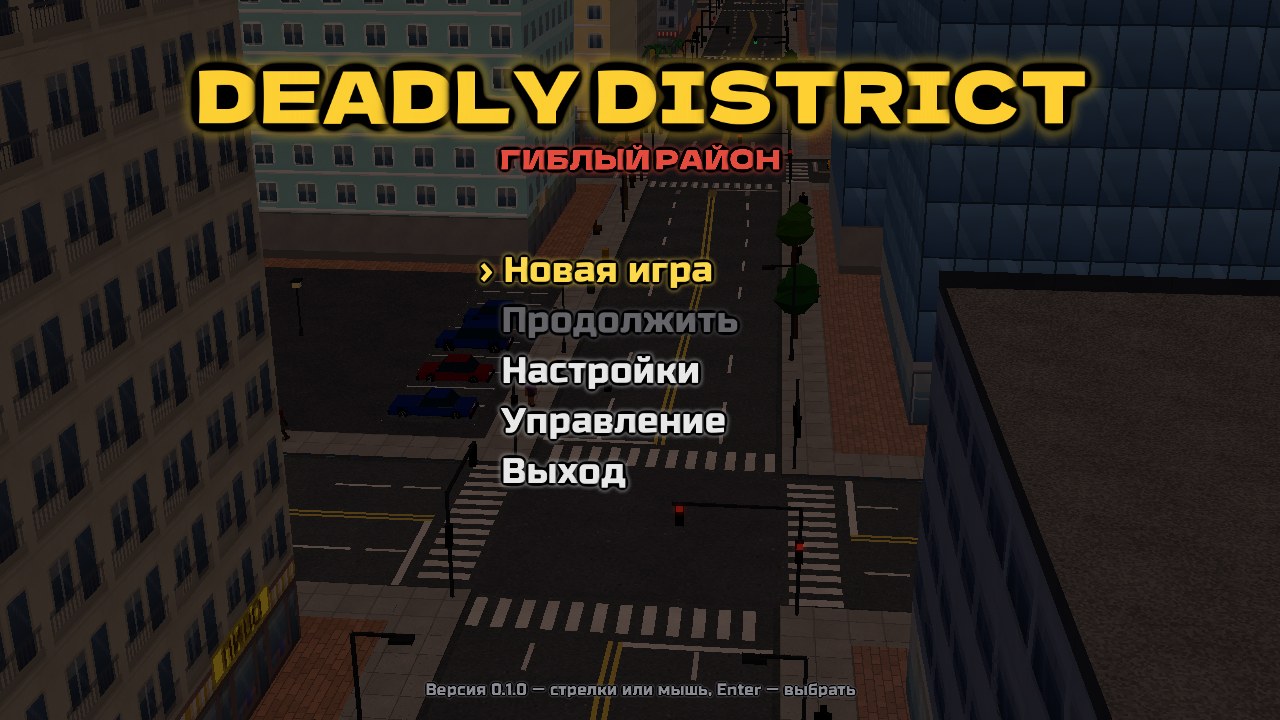 DEADLY DISTRICT
ГИБЛЫЙ РАЙОН
› Новая игра
Продолжить
Настройки
Управление
Выход
ПИВО
Версия 0.1.0 — стрелки или мышь, Enter — выбрать